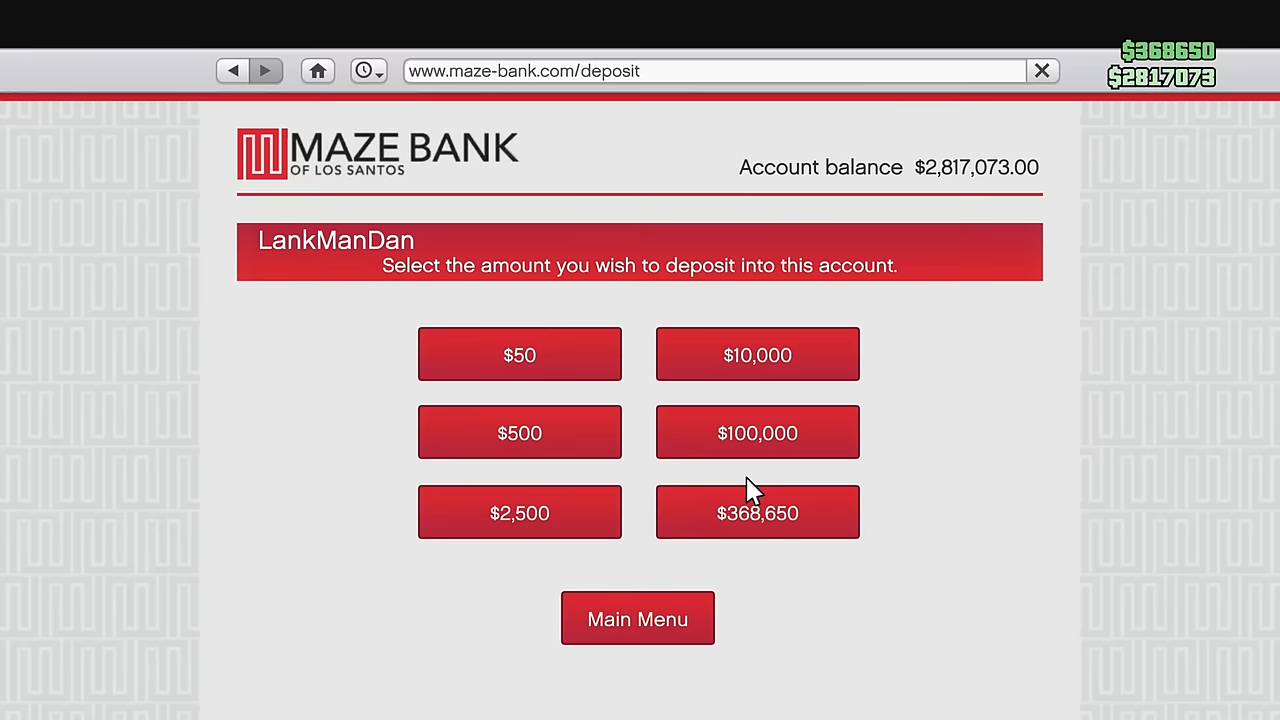 $368650
www.maze-bank.com/deposit
$2817073
MAZE BANK
OF LOS SANTOS
Account balance $2,817,073.00
LankManDan
Select the amount you wish to deposit into this account.
$50
$10,000
$500
$100,000
$2,500
$368,650
Main Menu